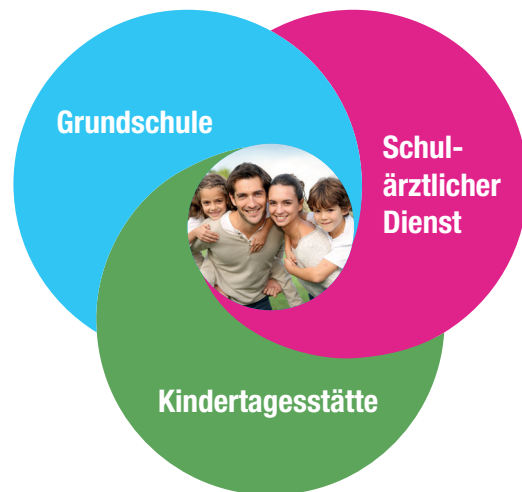 Grundschule
Schul-
ärztlicher
Dienst
Kindertagesstätte